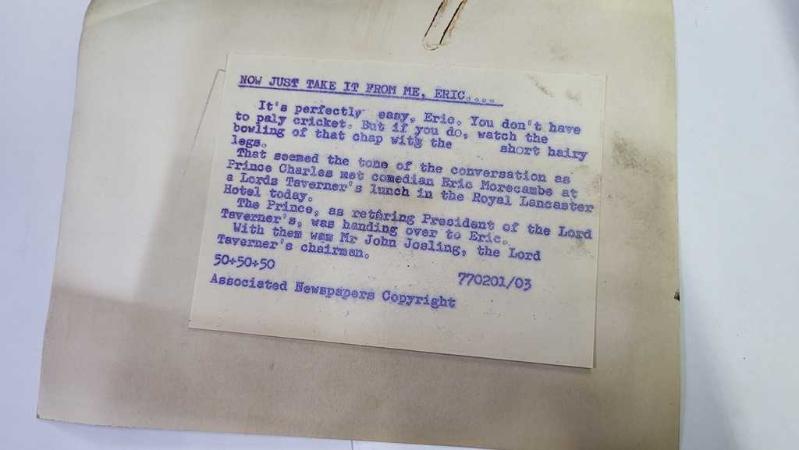 NOW JUST TAKE IT FROM ME, ERIC....
It's perfectly easy, Eric. You don't have
to paly cricket. But if you do, watch the
bowling of that chap with the short hairy
legs.
That seemed the tone of the conversation as
Prince Charles met comedian Eric Morecambe at
a Lords Taverner's lunch in the Royal Lancaster
Hotel today.
The Prince, as retering President of the Lord
Taverner's, was handing over to Eric.
With them was Mr John Josling, the Lord
Taverner's chairman.
50+50+50
770201/03
Associated Newspapers Copyright